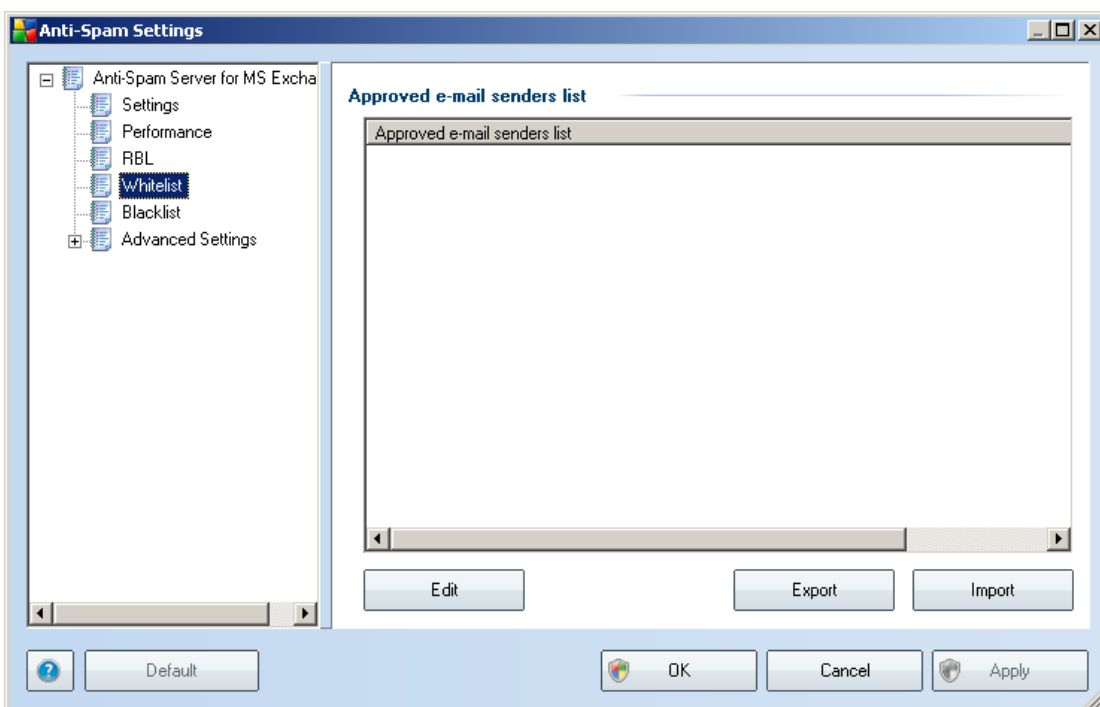 Anti-Spam Settings
Anti-Spam Server for MS Excha
Settings
Performance
RBL
Whitelist
Blacklist
Advanced Settings
Approved e-mail senders list
Approved e-mail senders list
Edit
Export
Import
?
Default
OK
Cancel
Apply